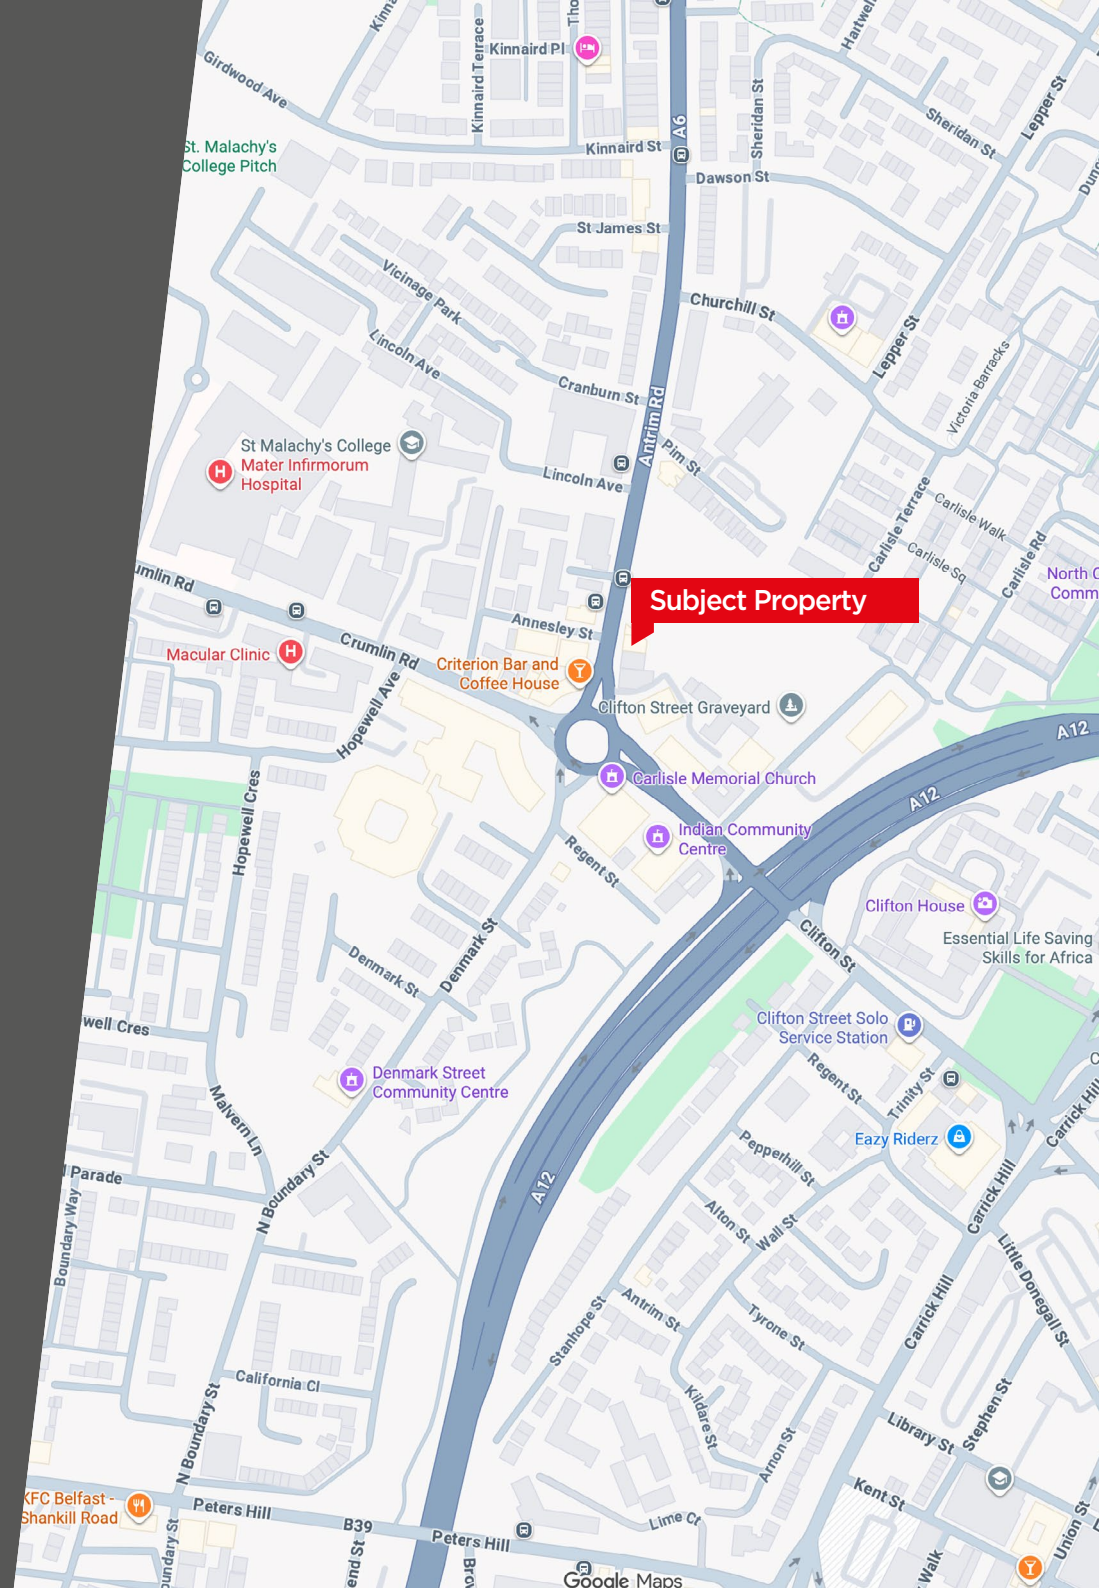 Girdwood Ave
Kinnaird Terrace
Kinnaird Pl
A6
Sheridan St
Lepper St
Sheridan St
St. Malachy's
College Pitch
Kinnaird St
Dawson St
St James St
Vicinage Park
Churchill St
Lepper St
Lincoln Ave
Victoria Barracks
Cranburn St
Antrim Rd
Pim St
St Malachy's College
Mater Infirmorum
Hospital
Lincoln Ave
Carlisle Walk
Carlisle Terrace
Carlisle Sq
Carlisle Rd
umlin Rd
North C
Comm
Subject Property
Annesley St
Crumlin Rd
Macular Clinic
Criterion Bar and
Coffee House
Hopewell Ave
Clifton Street Graveyard
A12
Carlisle Memorial Church
A12
Hopewell Cres
Indian Community
Centre
Regent St
Clifton House
Denmark St
Clifton St
Essential Life Saving
Skills for Africa
Denmark St
well Cres
Clifton Street Solo
Service Station
Regent St
Denmark Street
Community Centre
Trinity St
Malvern Ln
Carrick Hill
Eazy Riderz
Pepperhill St
Parade
N Boundary St
A12
Carrick Hill
Boundary Way
Alton St
Wall St
Little Donegall St
Antrim St
Tyrone St
Carrick Hill
Stanhope St
California Cl
Kildare St
Stephen St
N Boundary St
Library St
Arnon St
KFC Belfast -
Shankill Road
Peters Hill
B39
Peters Hill
Lime Ct
Kent St
Union St
Walk
Google Maps